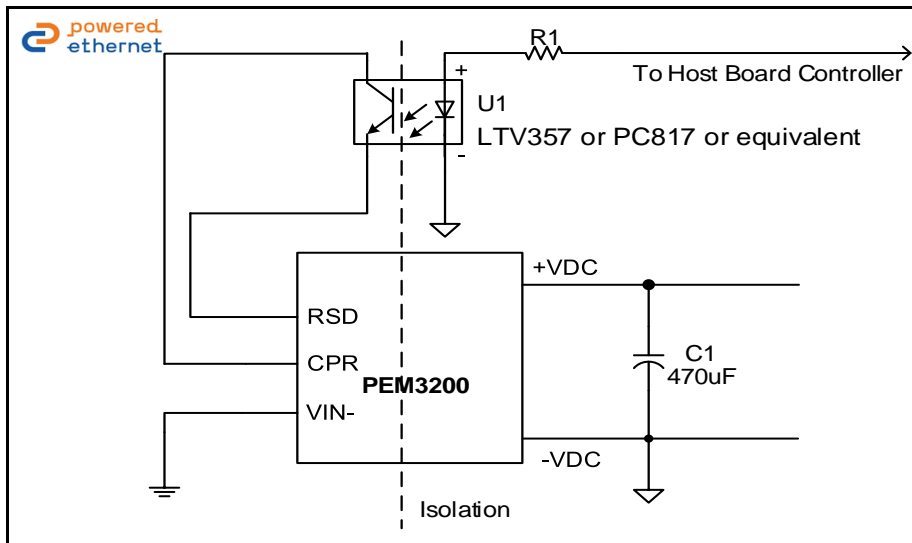 powered
ethernet
R1
To Host Board Controller
+
U1
LTV357 or PC817 or equivalent
-
+VDC
RSD
CPR
C1
470uF
PEM3200
VIN-
-VDC
Isolation